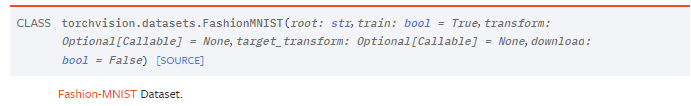 CLASS torchvision.datasets.FashionMNIST(root: str, train: bool = True, transform:
Optional[Callable] = None, target_transform: Optional[Callable] = None, download:
bool = False) [SOURCE]
Fashion-MNIST Dataset.